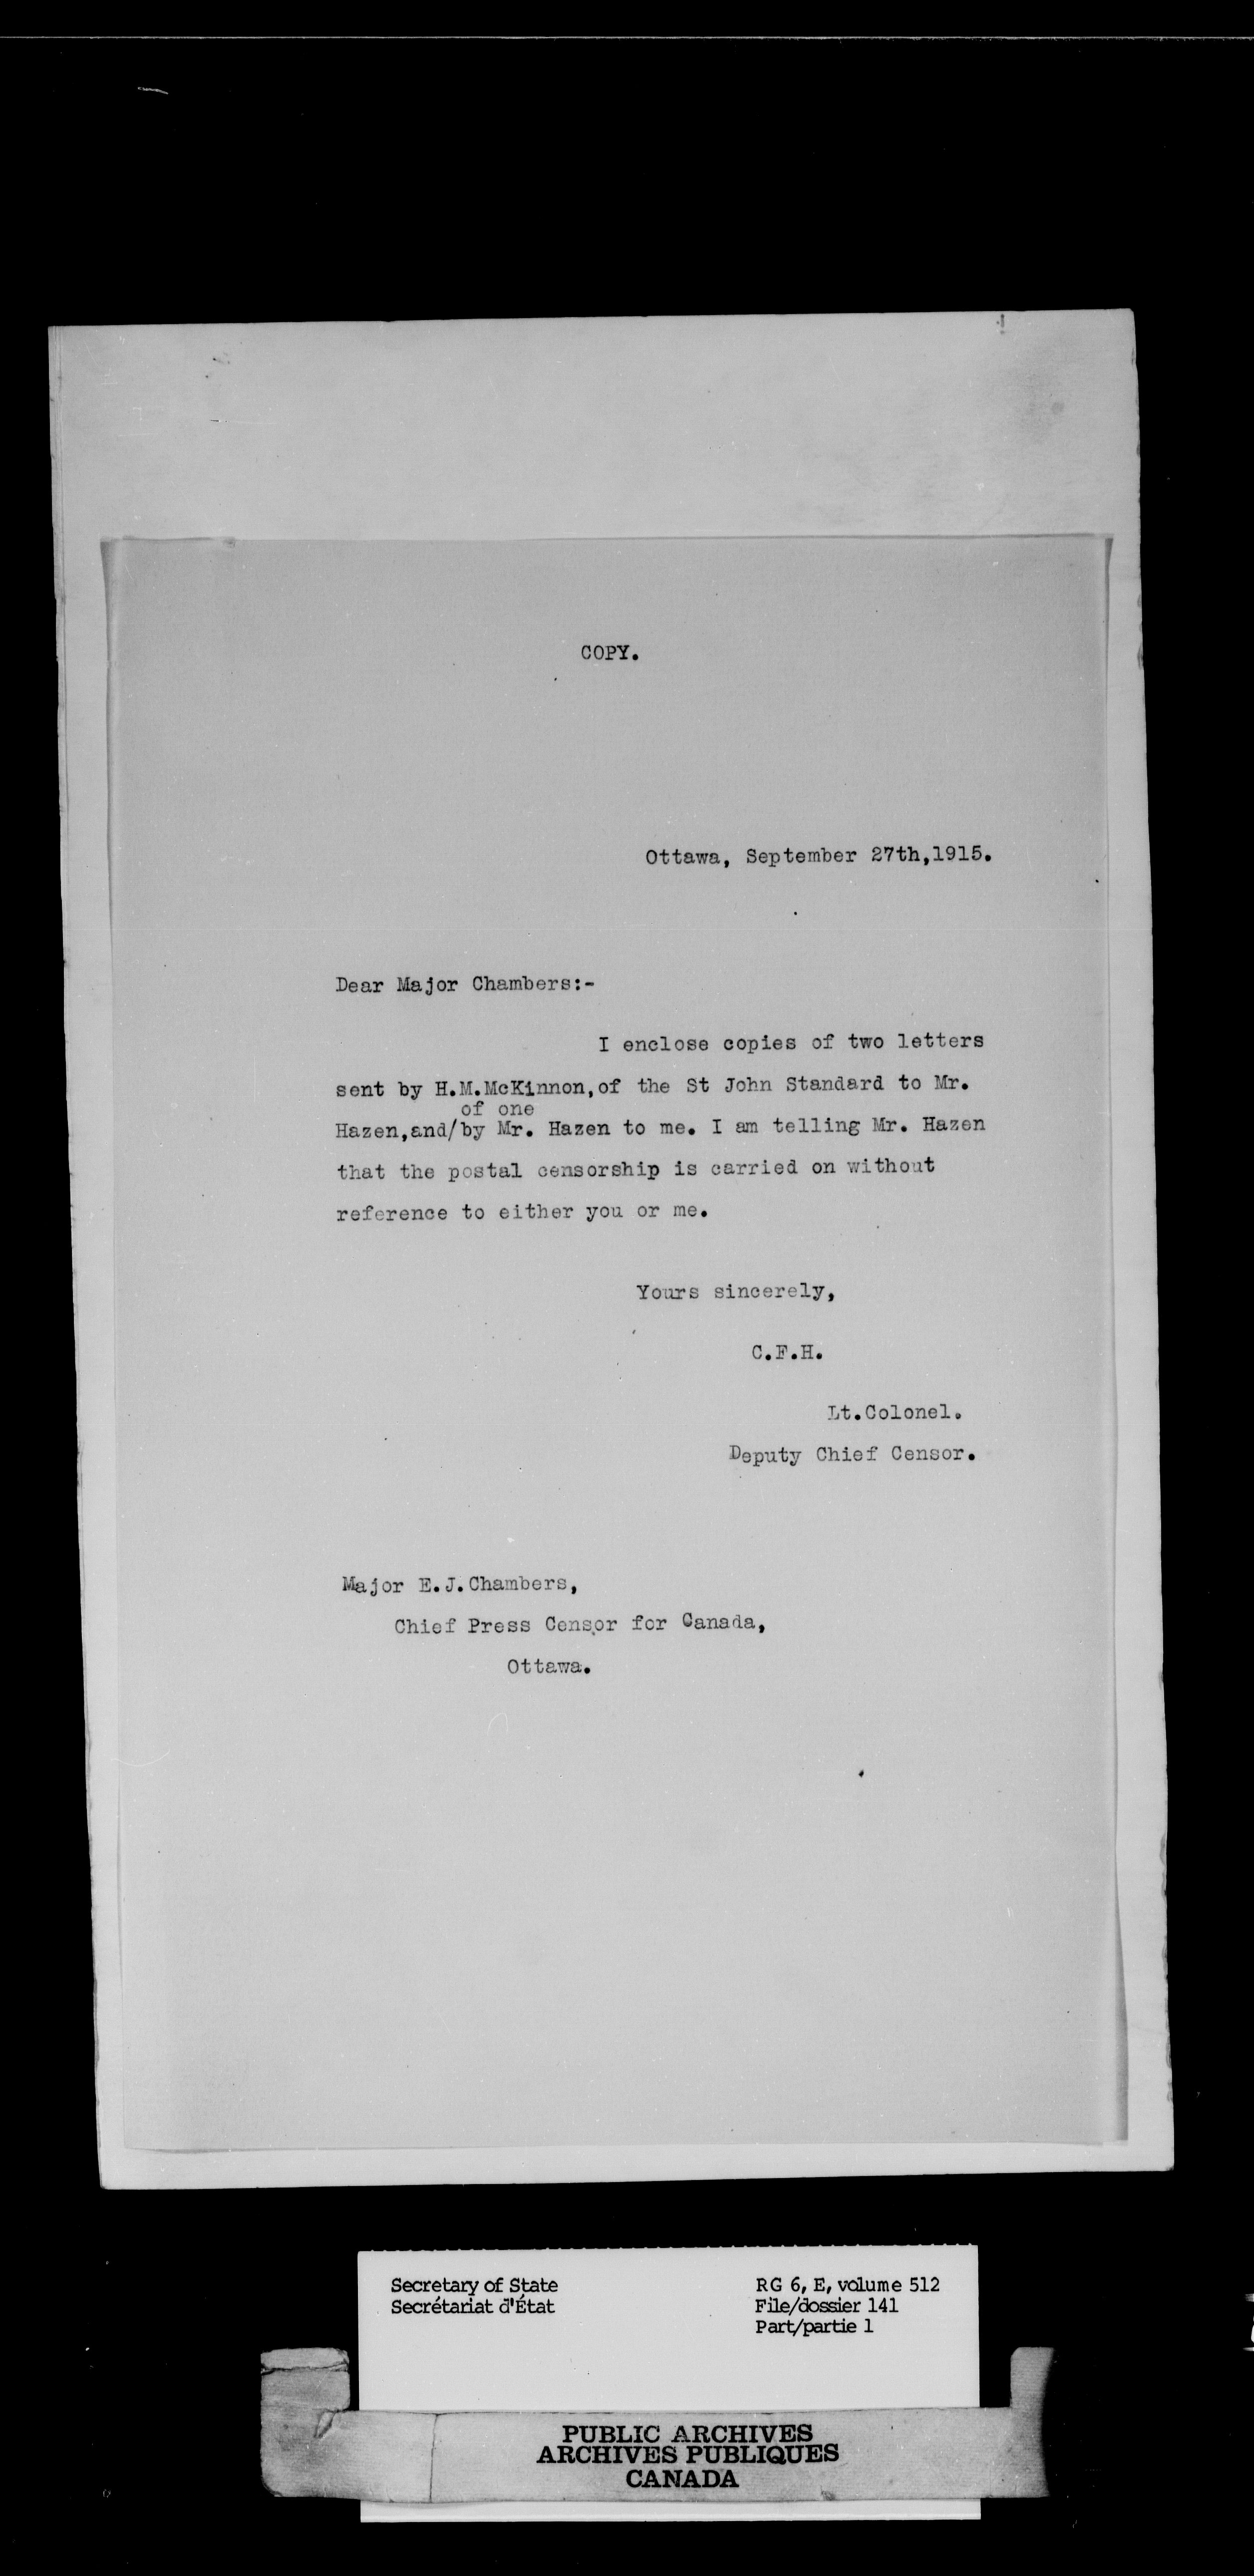 COPY.
Ottawa, September 27th,1915.
Dear Major Chambers:-
I enclose copies of two letters
sent by H.M.McKinnon,of the St John Standard to Mr.
of one
Hazen,and/by Mr. Hazen to me. I am telling Mr. Hazen
that the postal censorship is carried on without
reference to either you or me.
Yours sincerely,
C.F.H.
Lt.Colonel.
Deputy Chief Censor.
Major E.J.Chambers,
Chief Press Censor for Canada,
Ottawa.
Secretary of State
Secrétariat d'État
RG 6, E, volume 512
File/dossier 141
Part/partie 1
PUBLIC ARCHIVES
ARCHIVES PUBLIQUES
CANADA